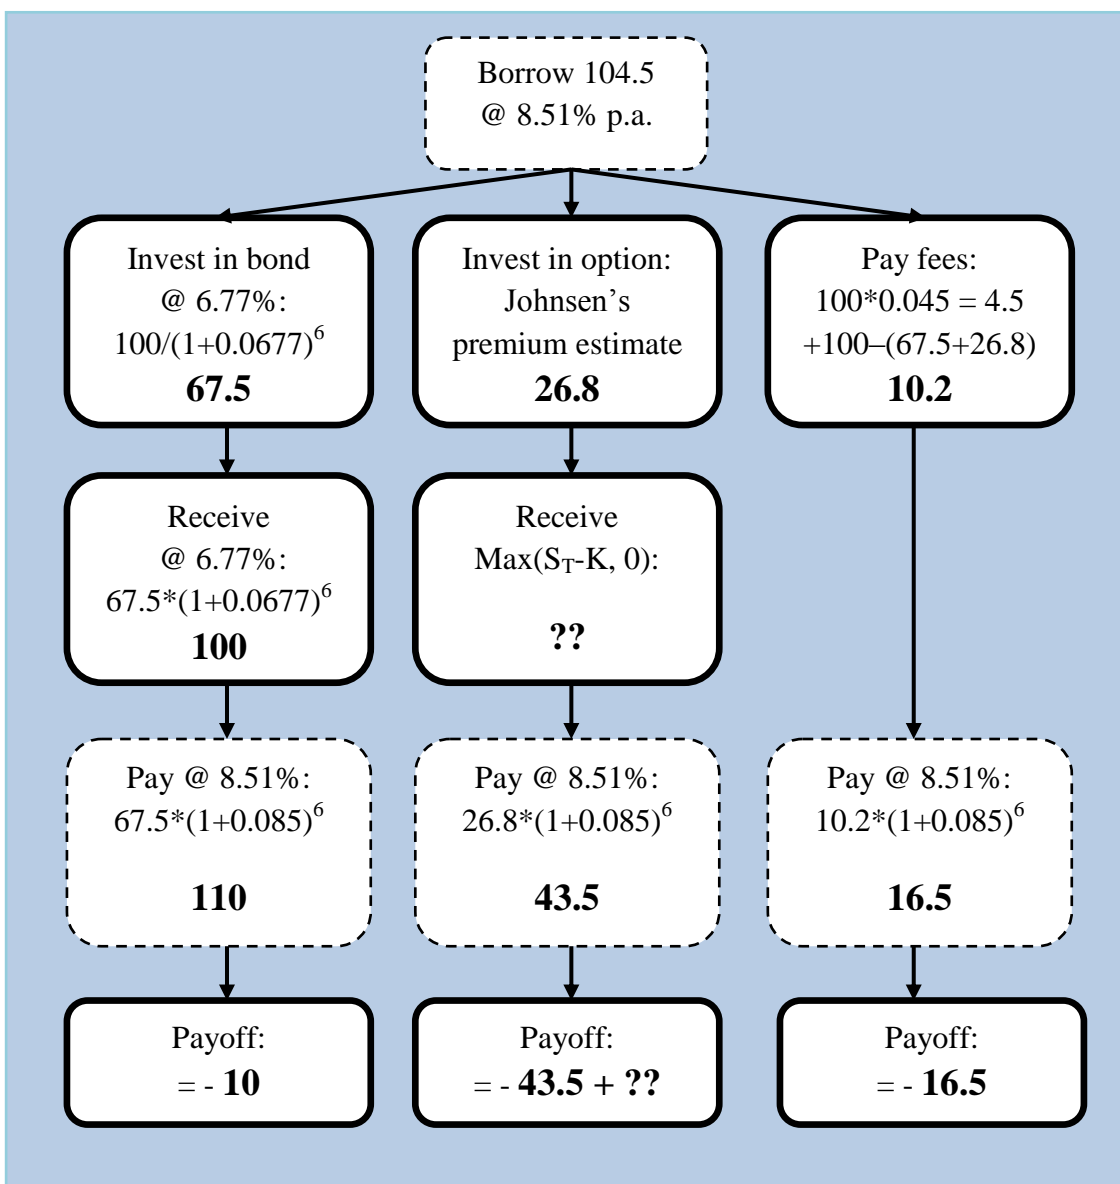 Borrow 104.5
@ 8.51% p.a.
Invest in bond
@ 6.77%:
100/(1+0.0677)⁶
67.5
Invest in option:
Johnsen’s
premium estimate
26.8
Pay fees:
100*0.045 = 4.5
+100–(67.5+26.8)
10.2
Receive
@ 6.77%:
67.5*(1+0.0677)⁶
100
Receive
Max(S_T-K, 0):
??
Pay @ 8.51%:
67.5*(1+0.085)⁶
110
Pay @ 8.51%:
26.8*(1+0.085)⁶
43.5
Pay @ 8.51%:
10.2*(1+0.085)⁶
16.5
Payoff:
= - 10
Payoff:
= - 43.5 + ??
Payoff:
= - 16.5